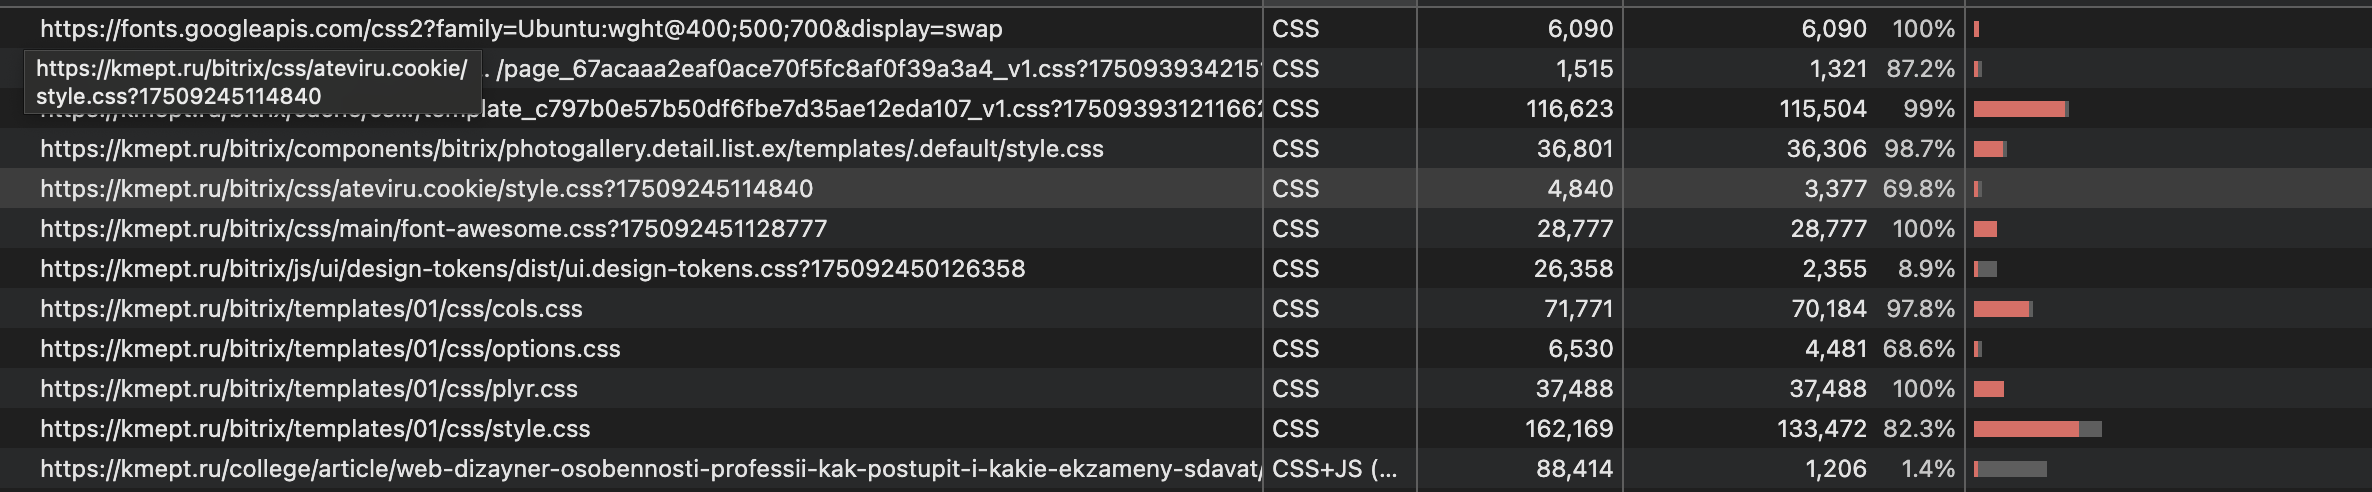 https://fonts.googleapis.com/css2?family=Ubuntu:wght@400;500;700&display=swap CSS 6,090 6,090 100%
https://kmept.ru/bitrix/css/ateviru.cookie/
style.css?17509245114840
/page_67acaaa2eaf0ace70f5fc8af0f39a3a4_v1.css?175093934215 CSS 1,515 1,321 87.2%
late_c797b0e57b50df6fbe7d35ae12eda107_v1.css?175093931211662 CSS 116,623 115,504 99%
https://kmept.ru/bitrix/components/bitrix/photogallery.detail.list.ex/templates/.default/style.css CSS 36,801 36,306 98.7%
https://kmept.ru/bitrix/css/ateviru.cookie/style.css?17509245114840 CSS 4,840 3,377 69.8%
https://kmept.ru/bitrix/css/main/font-awesome.css?175092451128777 CSS 28,777 28,777 100%
https://kmept.ru/bitrix/js/ui/design-tokens/dist/ui.design-tokens.css?175092450126358 CSS 26,358 2,355 8.9%
https://kmept.ru/bitrix/templates/01/css/cols.css CSS 71,771 70,184 97.8%
https://kmept.ru/bitrix/templates/01/css/options.css CSS 6,530 4,481 68.6%
https://kmept.ru/bitrix/templates/01/css/plyr.css CSS 37,488 37,488 100%
https://kmept.ru/bitrix/templates/01/css/style.css CSS 162,169 133,472 82.3%
https://kmept.ru/college/article/web-dizayner-osobennosti-professii-kak-postupit-i-kakie-ekzameny-sdavat/ CSS+JS (... 88,414 1,206 1.4%